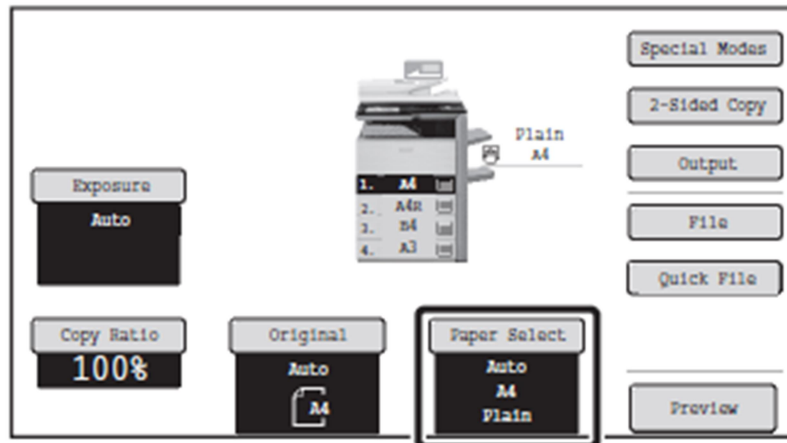 Special Modes
2-Sided Copy
Plain
A4
Output
Exposure
Auto
1. A4
2. A4R
3. B4
4. A3
File
Quick File
Copy Ratio
100%
Original
Auto
A4
Paper Select
Auto
A4
Plain
Preview